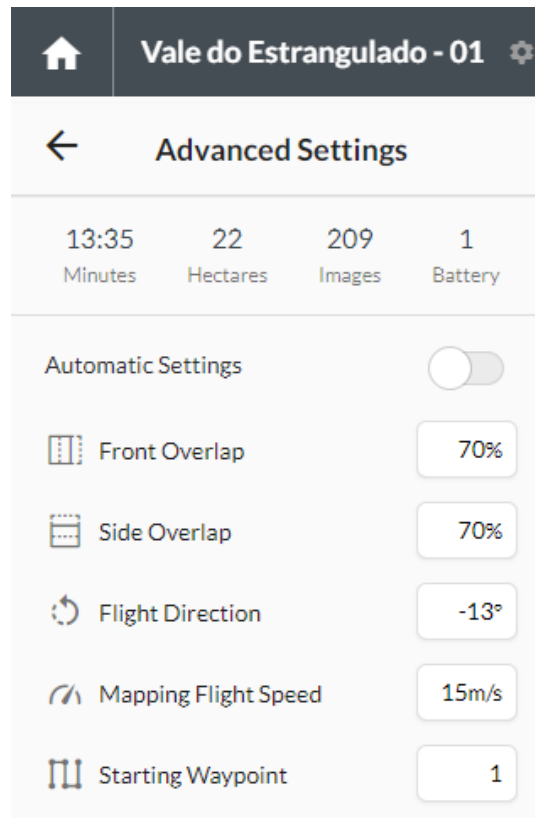 Vale do Estrangulado - 01
Advanced Settings
13:35 22 209 1
Minutes Hectares Images Battery
Automatic Settings
Front Overlap 70%
Side Overlap 70%
Flight Direction -13°
Mapping Flight Speed 15m/s
Starting Waypoint 1